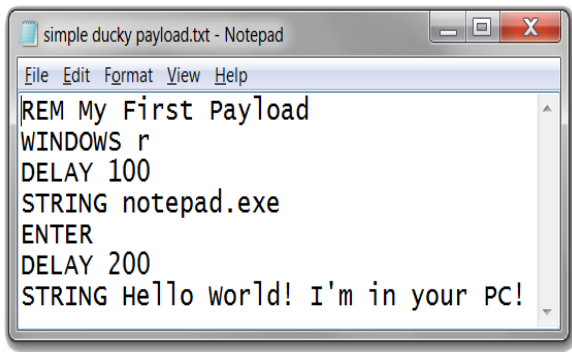 simple ducky payload.txt - Notepad
File Edit Format View Help
REM My First Payload
WINDOWS r
DELAY 100
STRING notepad.exe
ENTER
DELAY 200
STRING Hello World! I'm in your PC!